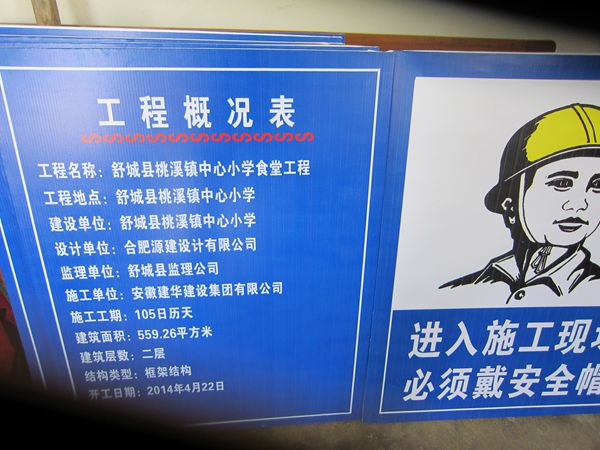 工程概况表
工程名称：舒城县桃溪镇中心小学食堂工程
工程地点：舒城县桃溪镇中心小学
建设单位：舒城县桃溪镇中心小学
设计单位：合肥源建设计有限公司
监理单位：舒城县监理公司
施工单位：安徽建华建设集团有限公司
施工工期：105日历天
建筑面积：559.26平方米
建筑层数：二层
结构类型：框架结构
开工日期：2014年4月22日
进入施工现场
必须戴安全帽